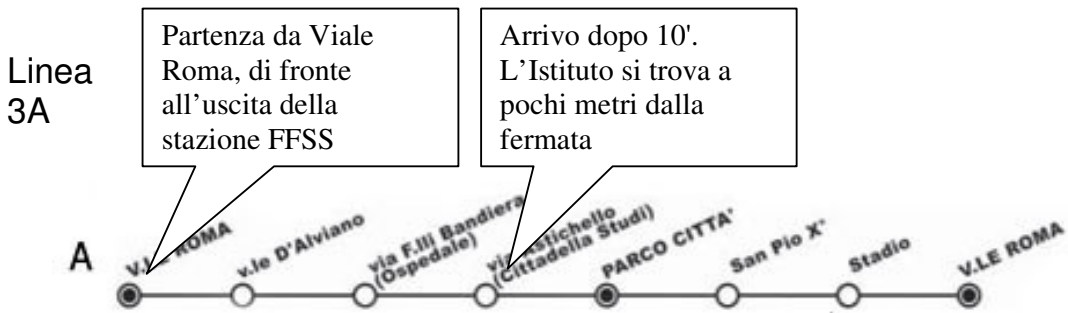 Linea
3A
Partenza da Viale
Roma, di fronte
all’uscita della
stazione FFSS
Arrivo dopo 10'.
L’Istituto si trova a
pochi metri dalla
fermata
A
ROMA
v.le D'Alviano
via F.lli Bandiera
(Ospedale)
(Cittadella Studi)
PARCO CITTA'
San Pio X°
Stadio
V.LE ROMA